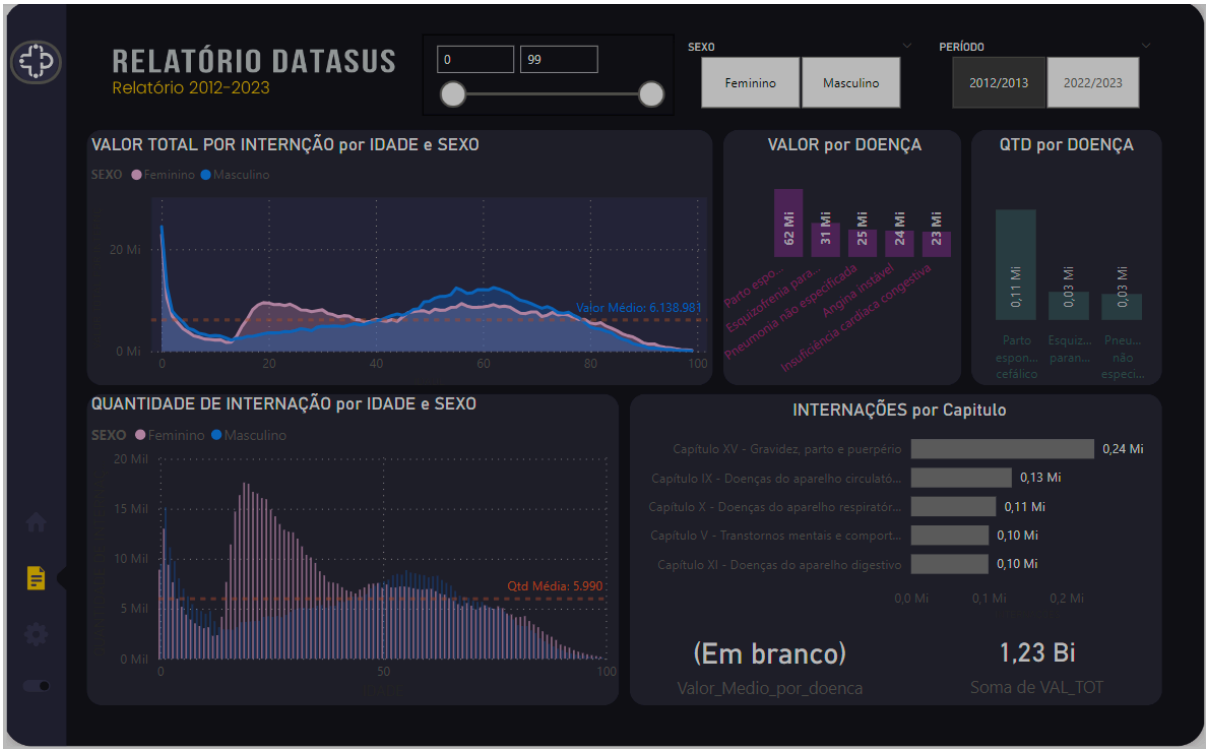 RELATÓRIO DATASUS
Relatório 2012-2023
0
99
SEXO
Feminino
Masculino
PERÍODO
2012/2013
2022/2023
VALOR TOTAL POR INTERNÇÃO por IDADE e SEXO
SEXO Feminino Masculino
20 Mi
0 Mi
0 20 40 60 80 100
Valor Médio: 6.138.981
VALOR por DOENÇA
62 Mi
31 Mi
25 Mi
24 Mi
23 Mi
Parto espo...
Esquizofrenia para...
Pneumonia não especificada
Angina instável
Insuficiência cardíaca congestiva
QTD por DOENÇA
0,11 Mi
0,03 Mi
0,03 Mi
Parto espon... cefálico
Esquiz... paran...
Pneu... não especi...
QUANTIDADE DE INTERNAÇÃO por IDADE e SEXO
SEXO Feminino Masculino
20 Mil
15 Mil
10 Mil
5 Mil
0 Mil
0 50 100
Qtd Média: 5.990
INTERNAÇÕES por Capitulo
Capítulo XV - Gravidez, parto e puerpério 0,24 Mi
Capítulo IX - Doenças do aparelho circulató... 0,13 Mi
Capítulo X - Doenças do aparelho respiratór... 0,11 Mi
Capítulo V - Transtornos mentais e comport... 0,10 Mi
Capítulo XI - Doenças do aparelho digestivo 0,10 Mi
0,0 Mi 0,1 Mi 0,2 Mi
(Em branco)
Valor_Medio_por_doenca
1,23 Bi
Soma de VAL_TOT